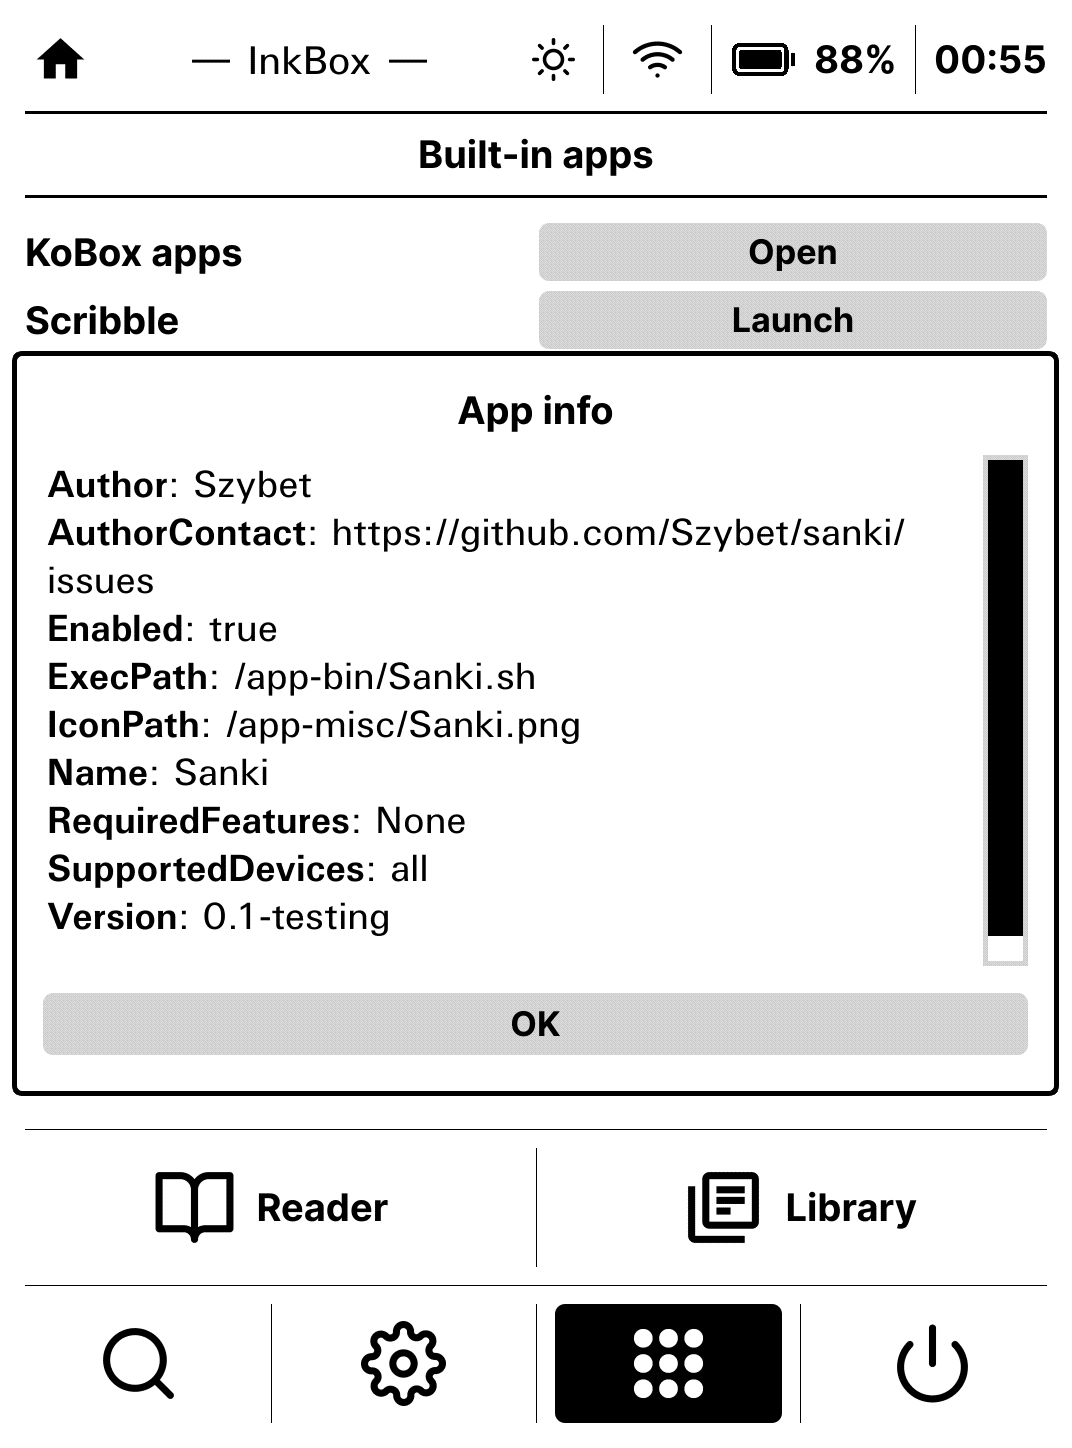 — InkBox —
88%
00:55
Built-in apps
KoBox apps
Open
Scribble
Launch
App info
Author: Szybet
AuthorContact: https://github.com/Szybet/sanki/
issues
Enabled: true
ExecPath: /app-bin/Sanki.sh
IconPath: /app-misc/Sanki.png
Name: Sanki
RequiredFeatures: None
SupportedDevices: all
Version: 0.1-testing
OK
Reader
Library